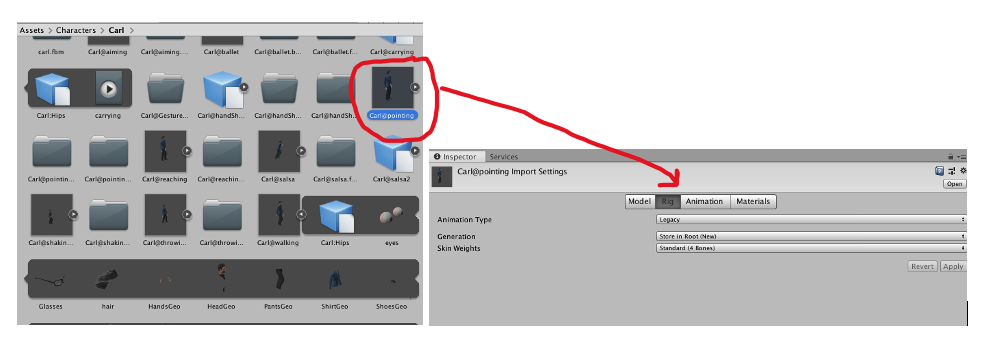 Assets > Characters > Carl >
carl.fbm Carl@aiming Carl@aiming.... Carl@ballet Carl@ballet.b... Carl@ballet.f... Carl@carrying
Carl:Hips carrying Carl@Gesture... Carl@handSh... Carl@handSh... Carl@handSh... Carl@pointing
Carl@pointin... Carl@pointin... Carl@reaching Carl@reachin... Carl@salsa Carl@salsa.f... Carl@salsa2
Carl@shakin... Carl@shakin... Carl@throwi... Carl@throwi... Carl@walking Carl:Hips eyes
Glasses hair HandsGeo HeadGeo PantsGeo ShirtGeo ShoesGeo
Inspector Services
Carl@pointing Import Settings
Open
Model Rig Animation Materials
Animation Type Legacy
Generation Store in Root (New)
Skin Weights Standard (4 Bones)
Revert Apply